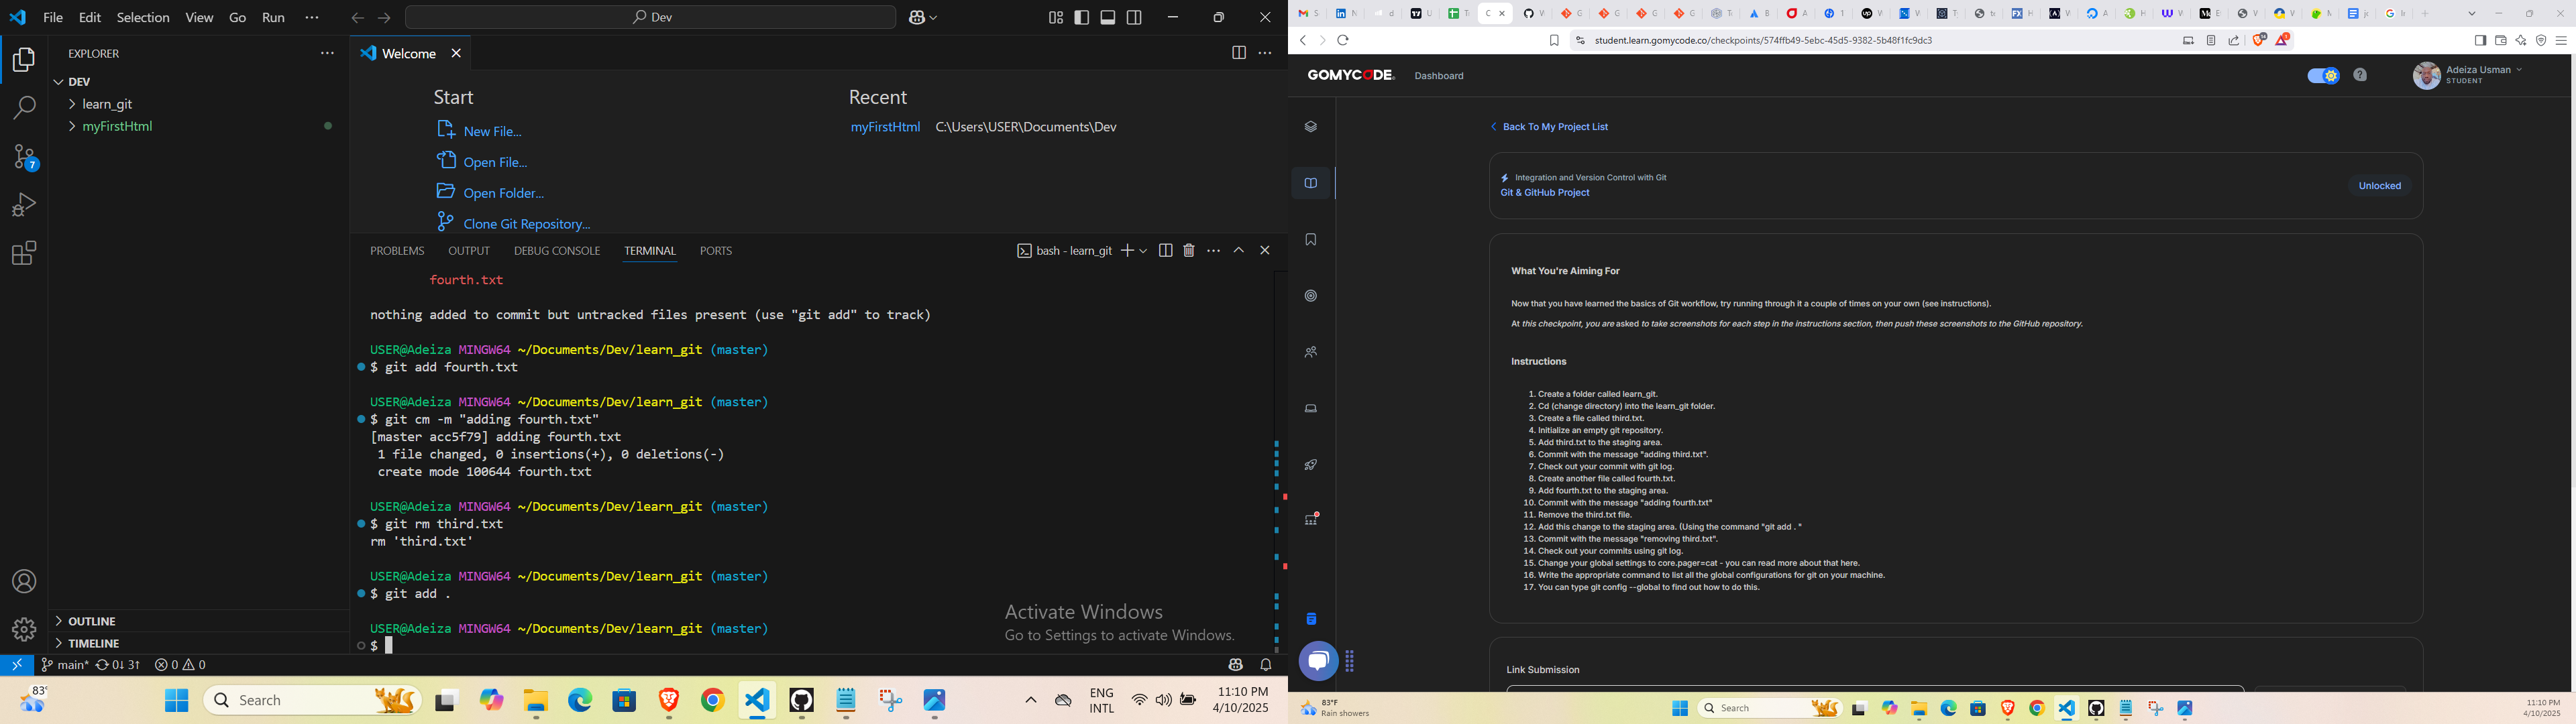 File Edit Selection View Go Run ...
Dev
EXPLORER
DEV
learn_git
myFirstHtml
7
OUTLINE
TIMELINE
Welcome
Start
New File...
Open File...
Open Folder...
Clone Git Repository...
Recent
myFirstHtml C:\Users\USER\Documents\Dev
PROBLEMS OUTPUT DEBUG CONSOLE TERMINAL PORTS
bash - learn_git
fourth.txt
nothing added to commit but untracked files present (use "git add" to track)
USER@Adeiza MINGW64 ~/Documents/Dev/learn_git (master)
$ git add fourth.txt
USER@Adeiza MINGW64 ~/Documents/Dev/learn_git (master)
$ git cm -m "adding fourth.txt"
[master acc5f79] adding fourth.txt
1 file changed, 0 insertions(+), 0 deletions(-)
create mode 100644 fourth.txt
USER@Adeiza MINGW64 ~/Documents/Dev/learn_git (master)
$ git rm third.txt
rm 'third.txt'
USER@Adeiza MINGW64 ~/Documents/Dev/learn_git (master)
$ git add .
USER@Adeiza MINGW64 ~/Documents/Dev/learn_git (master)
$
Activate Windows
Go to Settings to activate Windows.
main* 0↓ 3↑ 0 0
83°
Search
ENG
INTL
11:10 PM
4/10/2025
student.learn.gomycode.co/checkpoints/574ffb49-5ebc-45d5-9382-5b48f1fc9dc3
GOMYCODE Dashboard
Adeiza Usman
STUDENT
Back To My Project List
Integration and Version Control with Git
Git & GitHub Project
Unlocked
What You're Aiming For
Now that you have learned the basics of Git workflow, try running through it a couple of times on your own (see instructions).
At this checkpoint, you are asked to take screenshots for each step in the instructions section, then push these screenshots to the GitHub repository.
Instructions
1. Create a folder called learn_git.
2. Cd (change directory) into the learn_git folder.
3. Create a file called third.txt.
4. Initialize an empty git repository.
5. Add third.txt to the staging area.
6. Commit with the message "adding third.txt".
7. Check out your commit with git log.
8. Create another file called fourth.txt.
9. Add fourth.txt to the staging area.
10. Commit with the message "adding fourth.txt"
11. Remove the third.txt file.
12. Add this change to the staging area. (Using the command "git add . "
13. Commit with the message "removing third.txt".
14. Check out your commits using git log.
15. Change your global settings to core.pager=cat - you can read more about that here.
16. Write the appropriate command to list all the global configurations for git on your machine.
17. You can type git config --global to find out how to do this.
Link Submission
83°F
Rain showers
Search
11:10 PM
4/10/2025